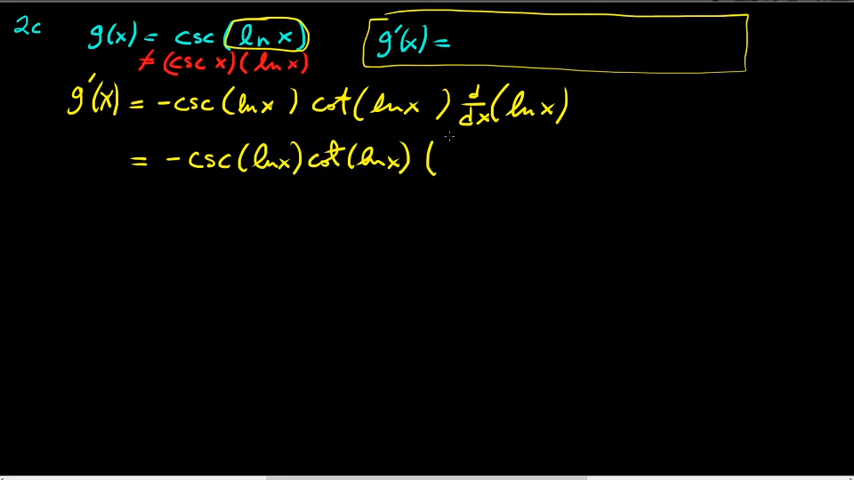 2c g(x) = csc (ln x) g'(x) =
≠ (csc x)(ln x)
g'(x) = -csc (ln x) cot (ln x) d/dx (ln x)
= -csc (ln x) cot (ln x) (